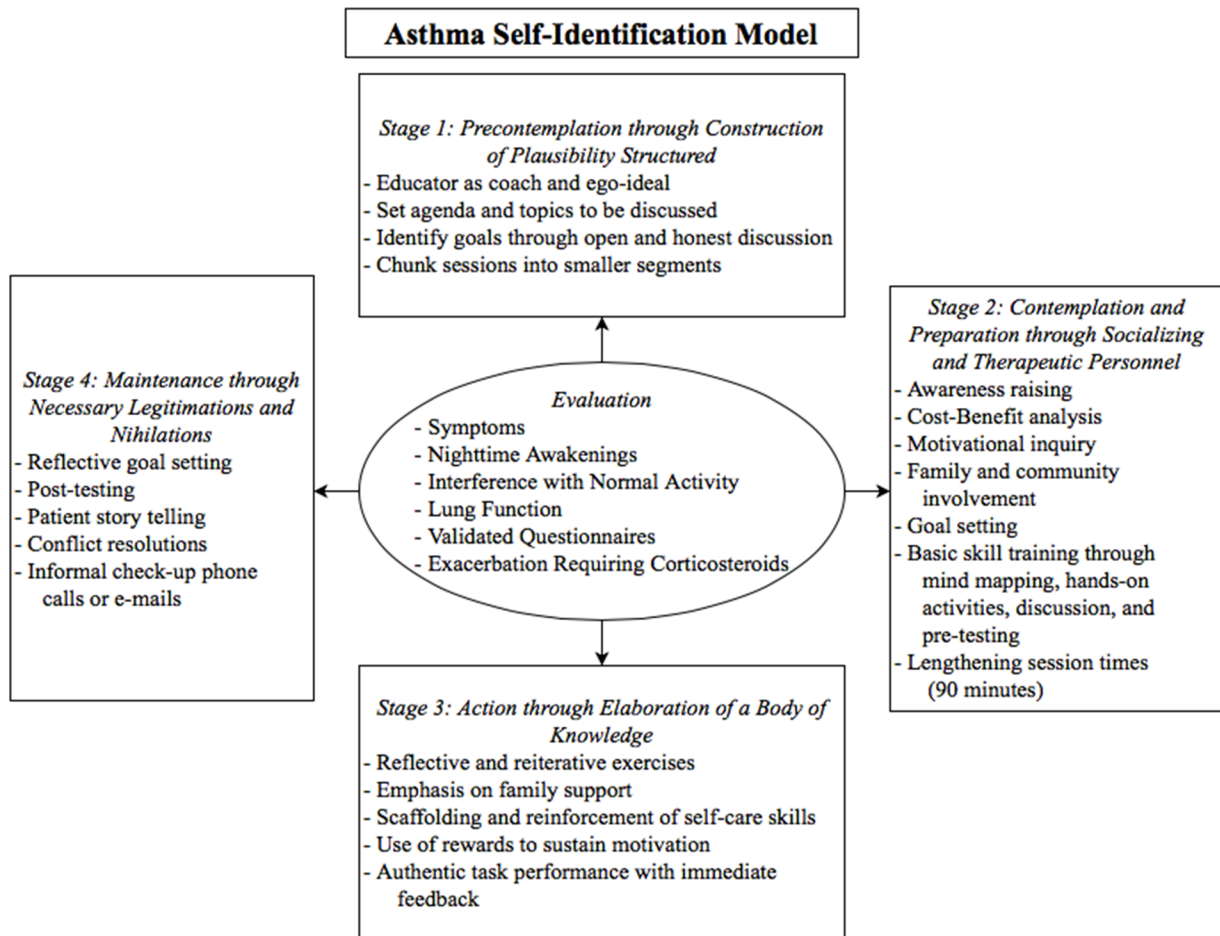 Asthma Self-Identification Model
Stage 1: Precontemplation through Construction
of Plausibility Structured
- Educator as coach and ego-ideal
- Set agenda and topics to be discussed
- Identify goals through open and honest discussion
- Chunk sessions into smaller segments
Stage 2: Contemplation and
Preparation through Socializing
and Therapeutic Personnel
- Awareness raising
- Cost-Benefit analysis
- Motivational inquiry
- Family and community
involvement
- Goal setting
- Basic skill training through
mind mapping, hands-on
activities, discussion, and
pre-testing
- Lengthening session times
(90 minutes)
Stage 4: Maintenance through
Necessary Legitimations and
Nihilations
- Reflective goal setting
- Post-testing
- Patient story telling
- Conflict resolutions
- Informal check-up phone
calls or e-mails
Evaluation
- Symptoms
- Nighttime Awakenings
- Interference with Normal Activity
- Lung Function
- Validated Questionnaires
- Exacerbation Requiring Corticosteroids
Stage 3: Action through Elaboration of a Body of
Knowledge
- Reflective and reiterative exercises
- Emphasis on family support
- Scaffolding and reinforcement of self-care skills
- Use of rewards to sustain motivation
- Authentic task performance with immediate
feedback